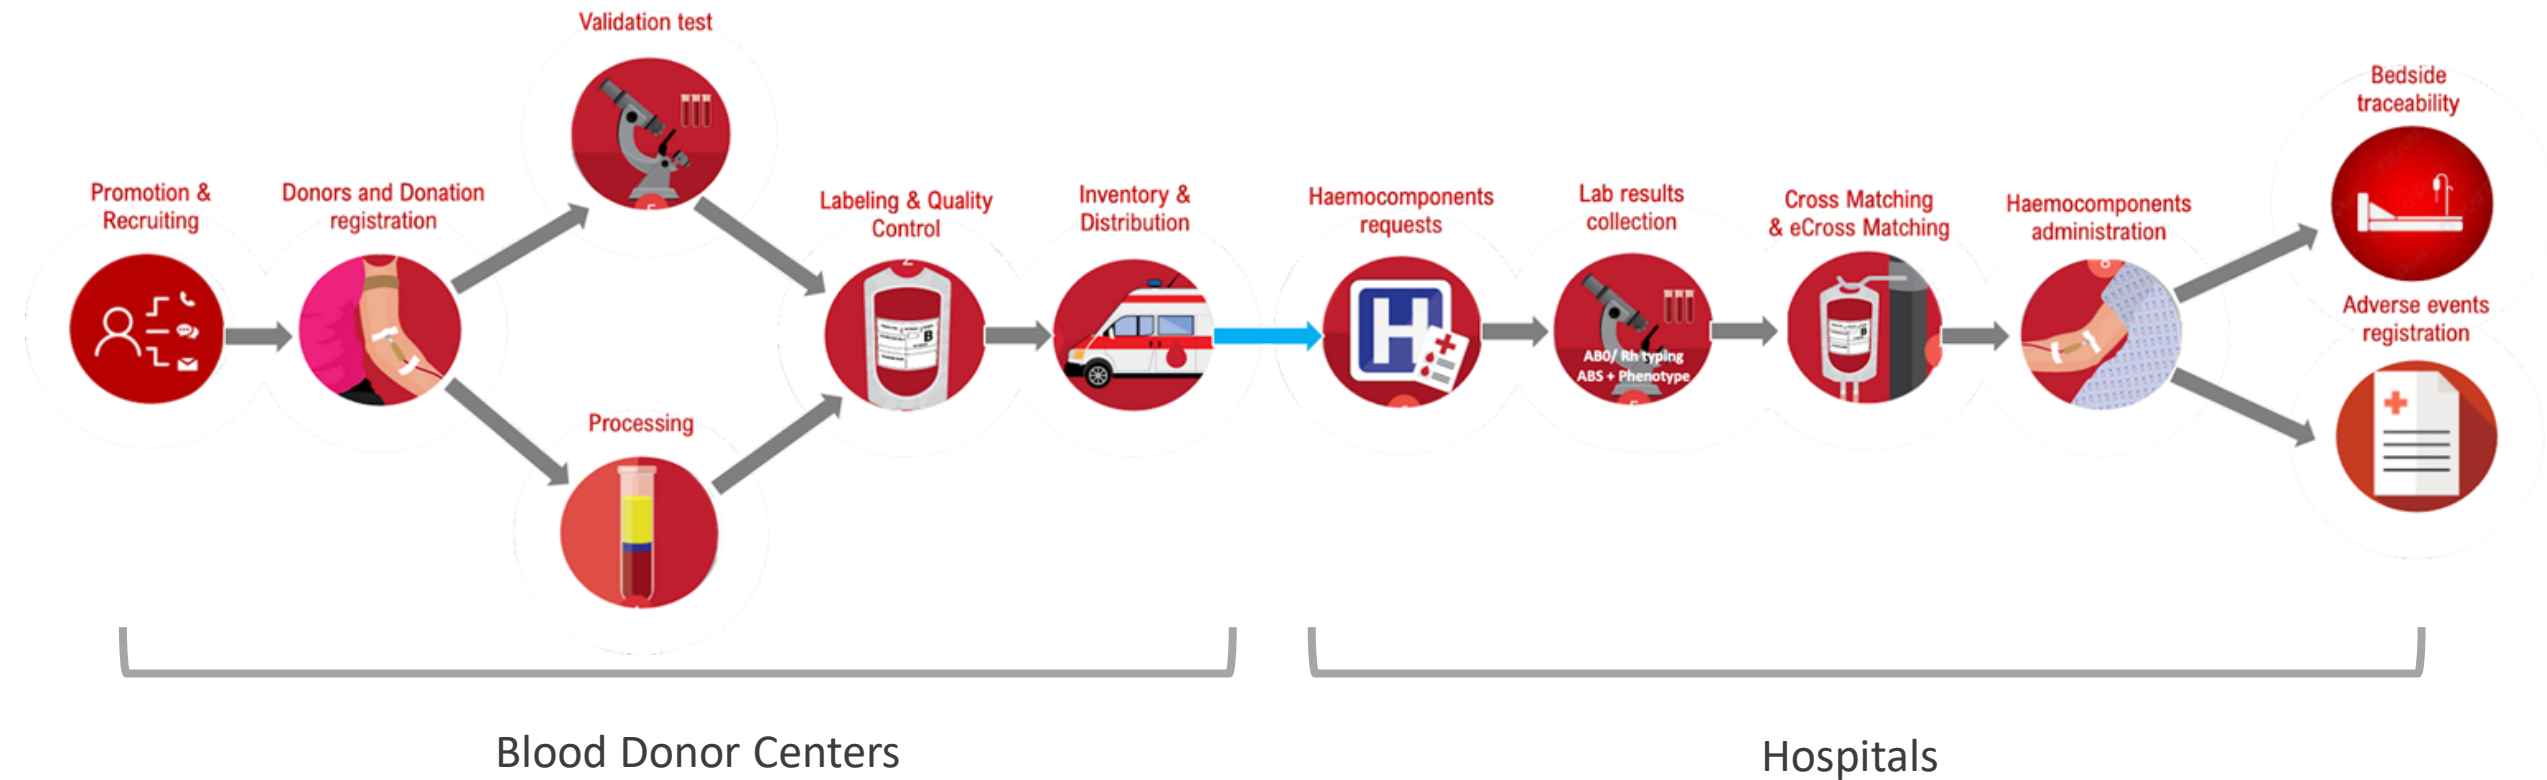 Validation test
Promotion &
Recruiting
Donors and Donation
registration
Processing
Labeling & Quality
Control
B
Inventory &
Distribution
Haemocomponents
requests
H
Lab results
collection
AB0/ Rh typing
ABS + Phenotype
Cross Matching
& eCross Matching
B
Haemocomponents
administration
Bedside
traceability
Adverse events
registration
Blood Donor Centers
Hospitals